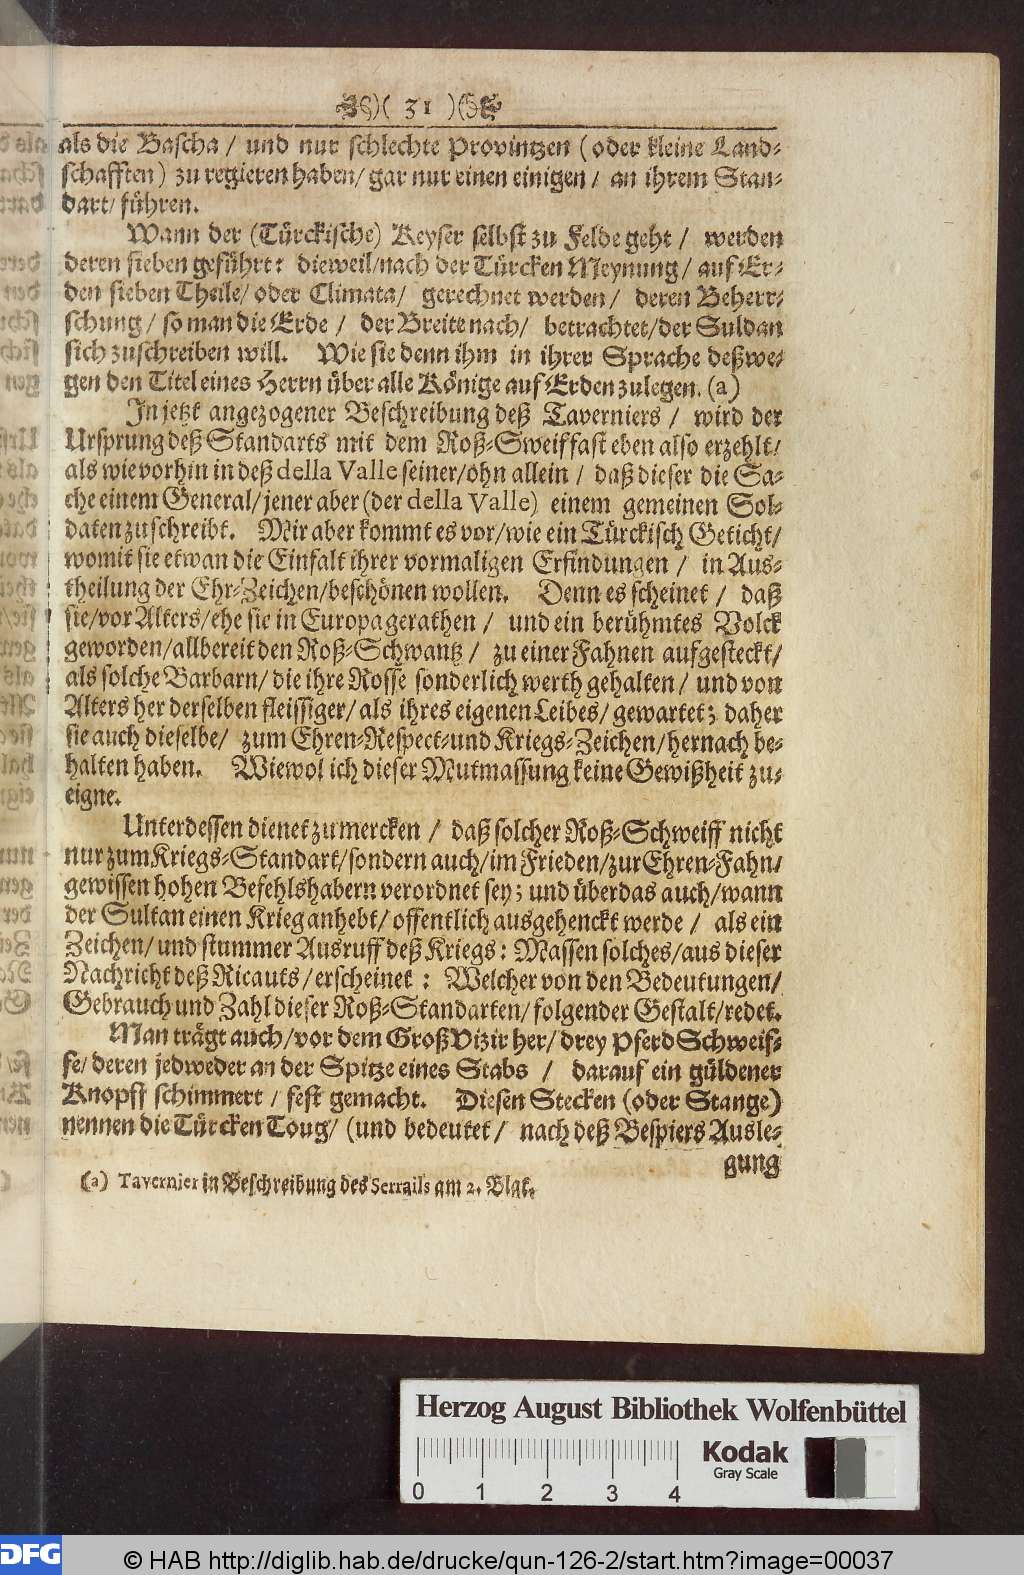 )( 31 )(
als die Bascha / und nur schlechte Provintzen (oder kleine Land-
schafften) zu regieren haben/ gar nur einen einigen / an ihrem Stan-
dart/ führen.
Wann der (Türckische) Keyser selbst zu Felde geht / werden
deren sieben geführt: dieweil/nach der Türcken Meynung / auf Er-
den sieben Theile/ oder Climata/ gerechnet werden / deren Beherr-
schung / so man die Erde / der Breite nach/ betrachtet/der Suldan
sich zuschreiben will. Wie sie denn ihm in ihrer Sprache deßwe-
gen den Titel eines Herrn über alle Könige auf Erden zulegen. (a)
In jetzt angezogener Beschreibung deß Taverniers / wird der
Ursprung deß Standarts mit dem Roß-Sweif fast eben also erzehlt/
als wie vorhin in deß della Valle seiner/ohn allein / daß dieser die Sa-
che einem General/jener aber (der della Valle) einem gemeinen Sol-
daten zuschreibt. Mir aber kommt es vor/wie ein Türckisch Geticht/
womit sie etwan die Einfalt ihrer vormaligen Erfindungen / in Aus-
theilung der Ehr-Zeichen/beschönen wollen. Denn es scheinet / daß
sie/vor Alters/ehe sie in Europa gerathen / und ein berühmtes Volck
geworden/allbereit den Roß-Schwantz / zu einer Fahnen aufgesteckt/
als solche Barbarn/ die ihre Rosse sonderlich werth gehalten / und von
Alters her derselben fleissiger/ als ihres eigenen Leibes/ gewartet; daher
sie auch dieselbe/ zum Ehren-Respect-und Kriegs-Zeichen/hernach be-
halten haben. Wiewol ich dieser Mutmassung keine Gewißheit zu-
eigne.
Unterdessen dienet zu mercken / daß solcher Roß-Schweiff nicht
nur zum Kriegs-Standart/sondern auch/im Frieden/zur Ehren-Fahn/
gewissen hohen Befehlshabern verordnet sey; und überdas auch/wann
der Sultan einen Krieg anhebt/ offentlich ausgehenckt werde / als ein
Zeichen/ und stummer Ausruff deß Kriegs: Massen solches/aus dieser
Nachricht deß Ricauts / erscheinet : Welcher von den Bedeutungen/
Gebrauch und Zahl dieser Roß-Standarten/ folgender Gestalt/redet.
Man trägt auch/vor dem Groß Vizir her/ drey Pferd Schweif-
fe/ deren jedweder an der Spitze eines Stabs / darauf ein güldener
Knopff schimmert / fest gemacht. Diesen Stecken (oder Stange)
nennen die Türcken Toug/ (und bedeutet / nach deß Bespiers Ausle-
gung
(a) Tavernier in Beschreibung des Serrails am 2. Blat.
Herzog August Bibliothek Wolfenbüttel
Kodak
Gray Scale
0 1 2 3 4
DFG
© HAB http://diglib.hab.de/drucke/qun-126-2/start.htm?image=00037